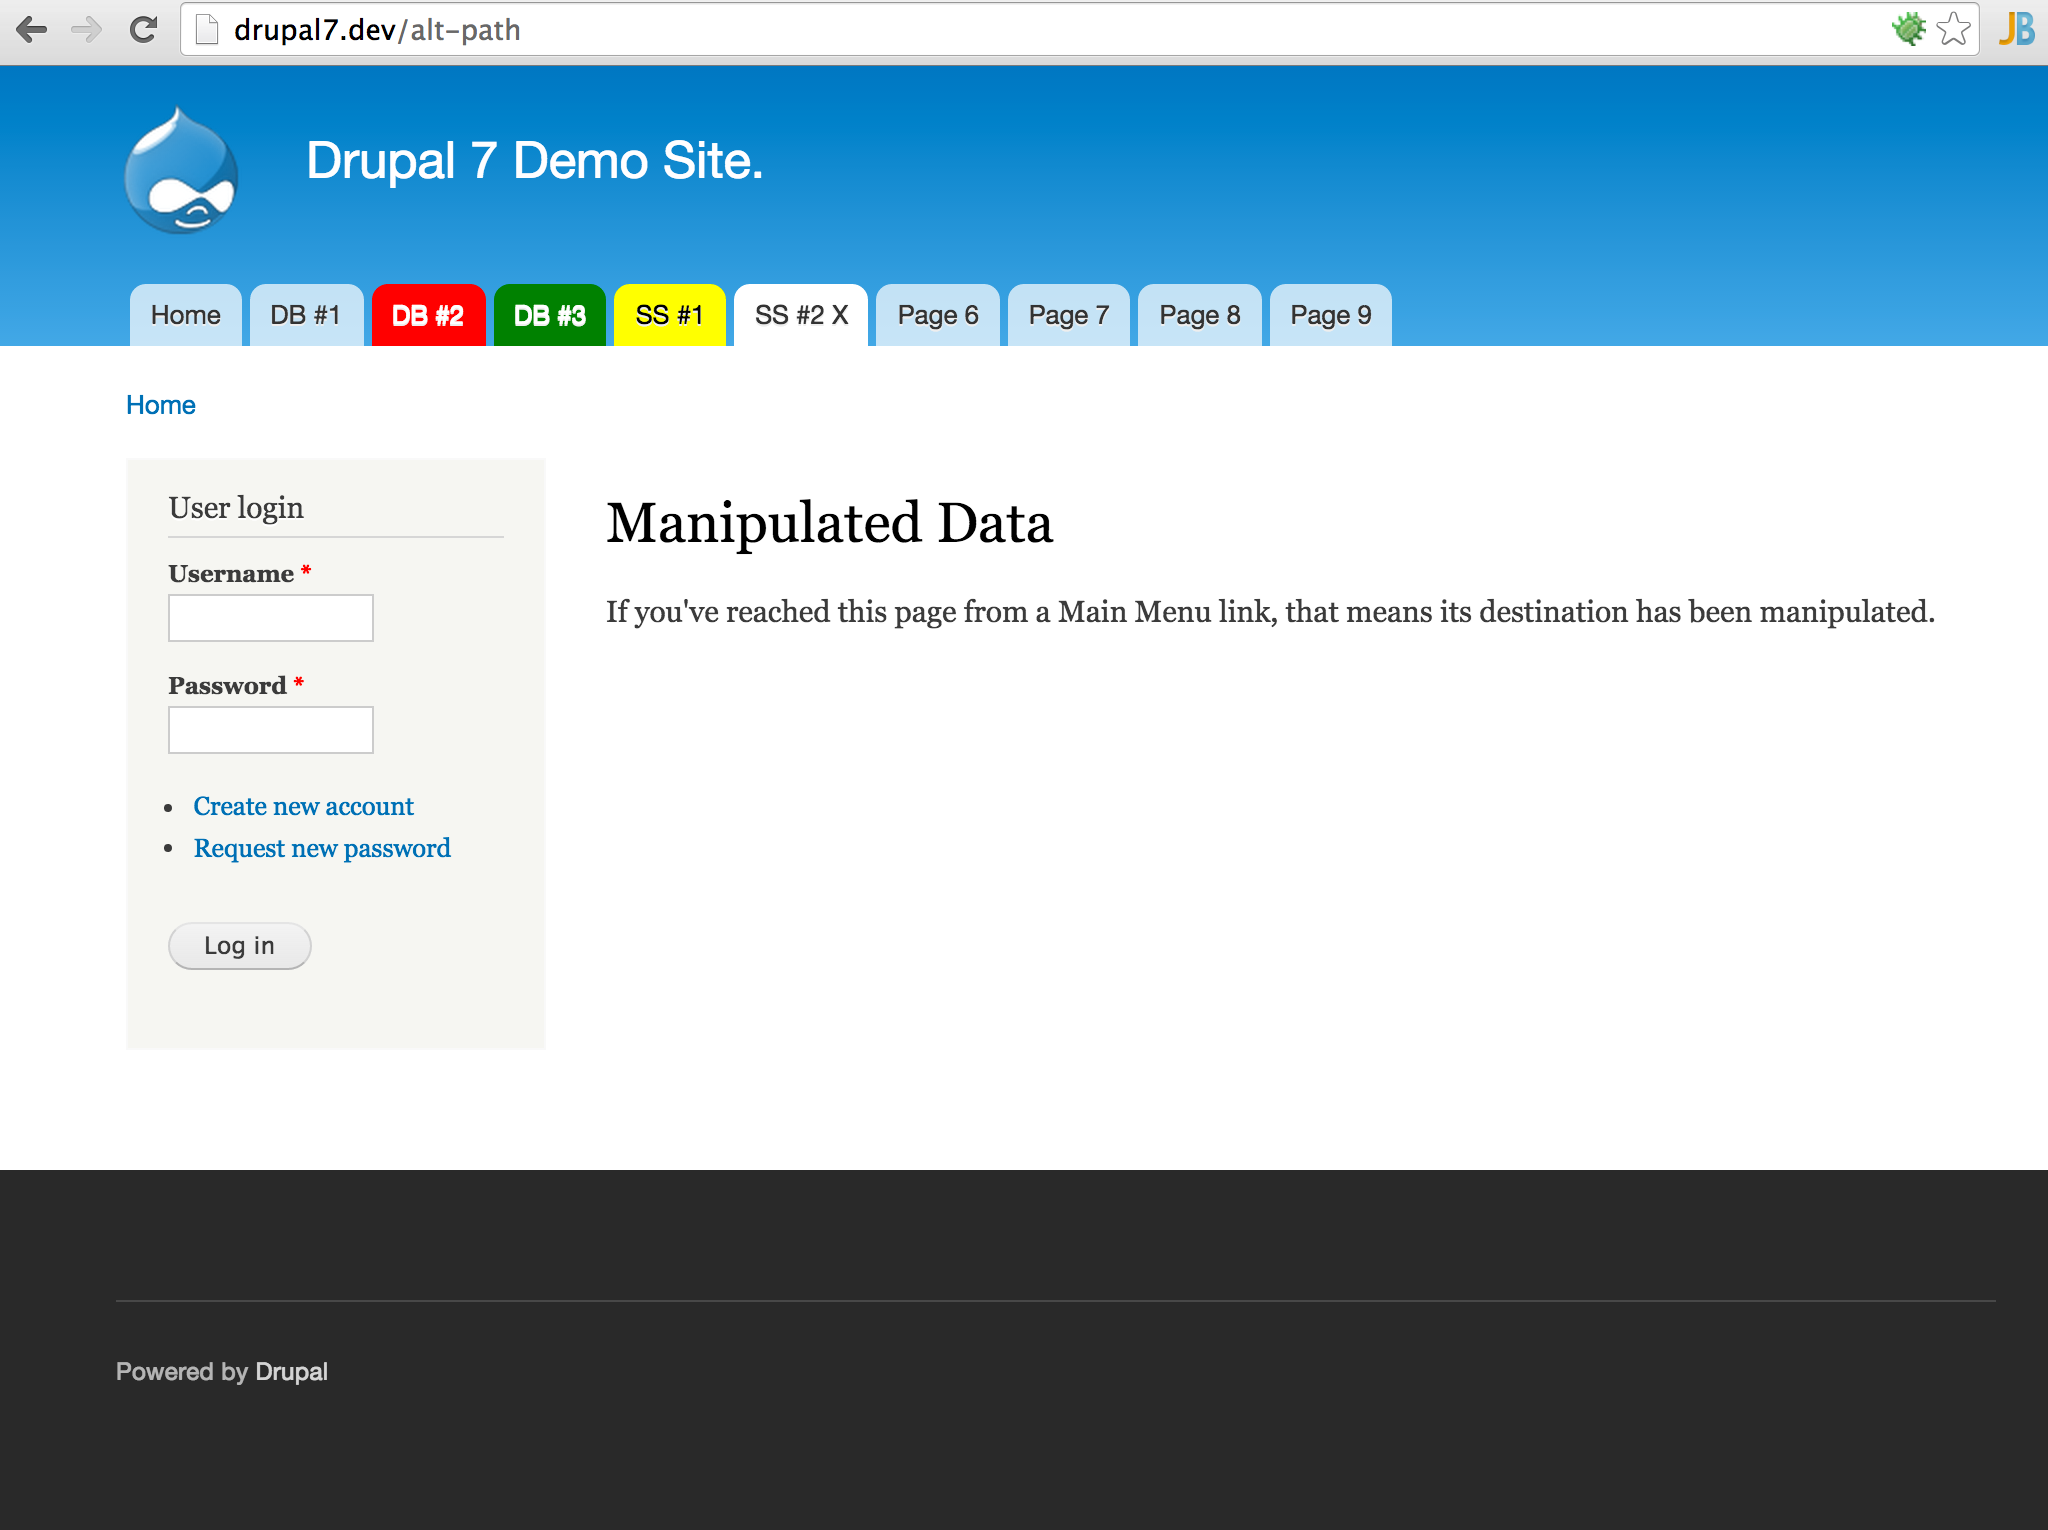 drupal7.dev/alt-path
JB
Drupal 7 Demo Site.
Home DB #1 DB #2 DB #3 SS #1 SS #2 X Page 6 Page 7 Page 8 Page 9
Home
User login
Username *
Password *
Create new account
Request new password
Log in
Manipulated Data
If you've reached this page from a Main Menu link, that means its destination has been manipulated.
Powered by Drupal